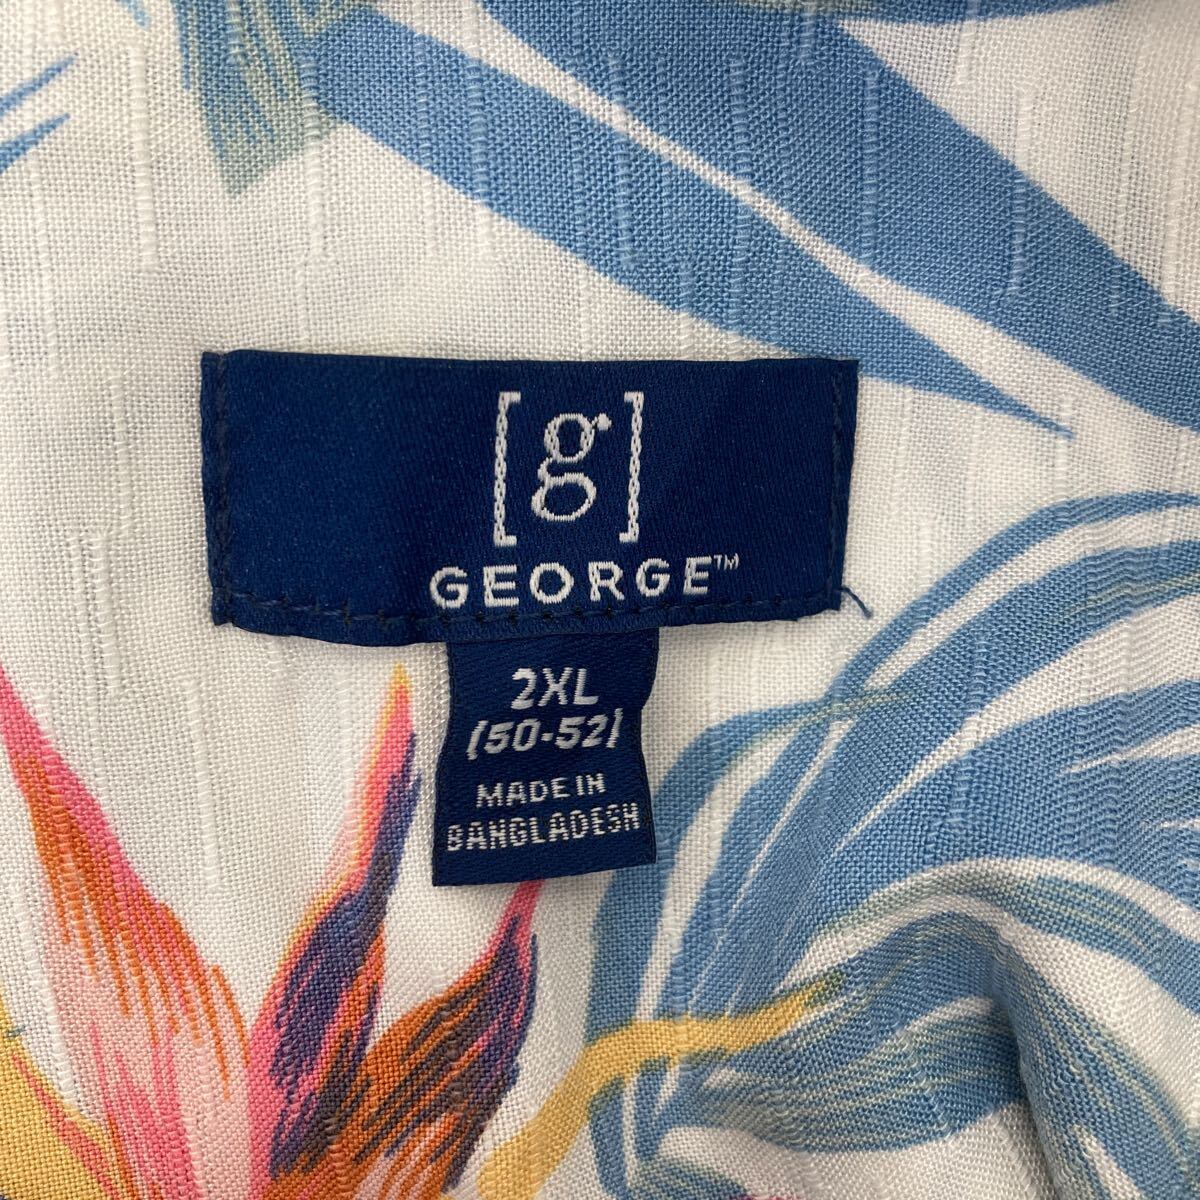 [g]
GEORGE™
2XL
(50-52)
MADE IN
BANGLADESH